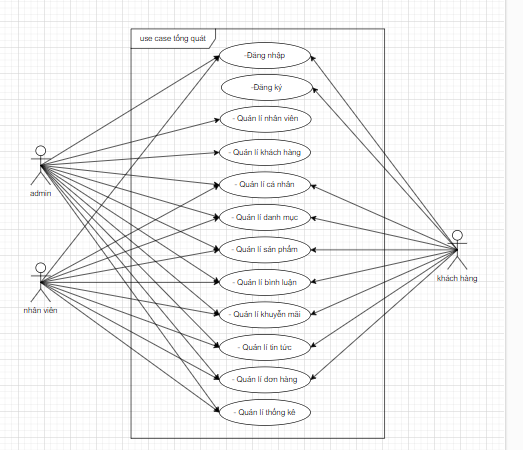 use case tổng quát
-Đăng nhập
-Đăng ký
- Quản lí nhân viên
- Quản lí khách hàng
- Quản lí cá nhân
- Quản lí danh mục
- Quản lí sản phẩm
- Quản lí bình luận
- Quản lí khuyến mãi
- Quản lí tin tức
- Quản lí đơn hàng
- Quản lí thống kê
admin
nhân viên
khách hàng